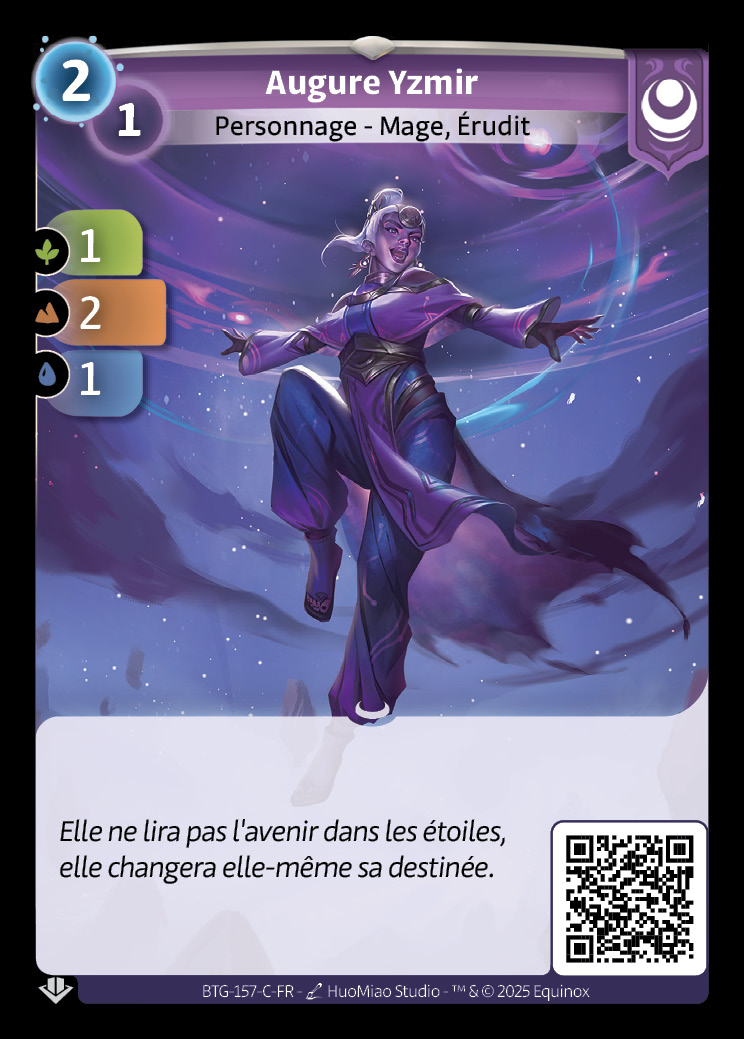 2
Augure Yzmir
1
Personnage - Mage, Érudit
1
2
1
Elle ne lira pas l'avenir dans les étoiles,
elle changera elle-même sa destinée.
BTG-157-C-FR - HuoMiao Studio - ™ & © 2025 Equinox